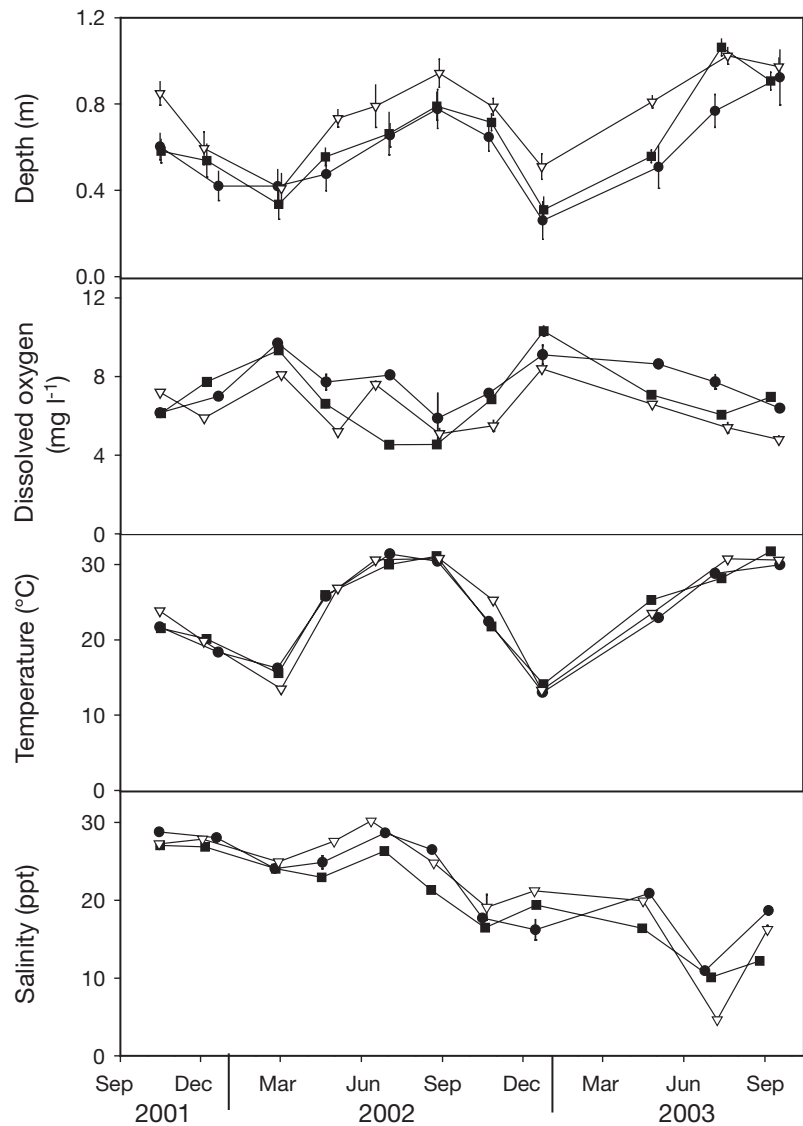 Depth (m)
1.2
0.8
0.4
0.0
Dissolved oxygen
(mg l-1)
12
8
4
0
Temperature (°C)
30
20
10
0
Salinity (ppt)
30
20
10
0
Sep Dec Mar Jun Sep Dec Mar Jun Sep
2001 2002 2003